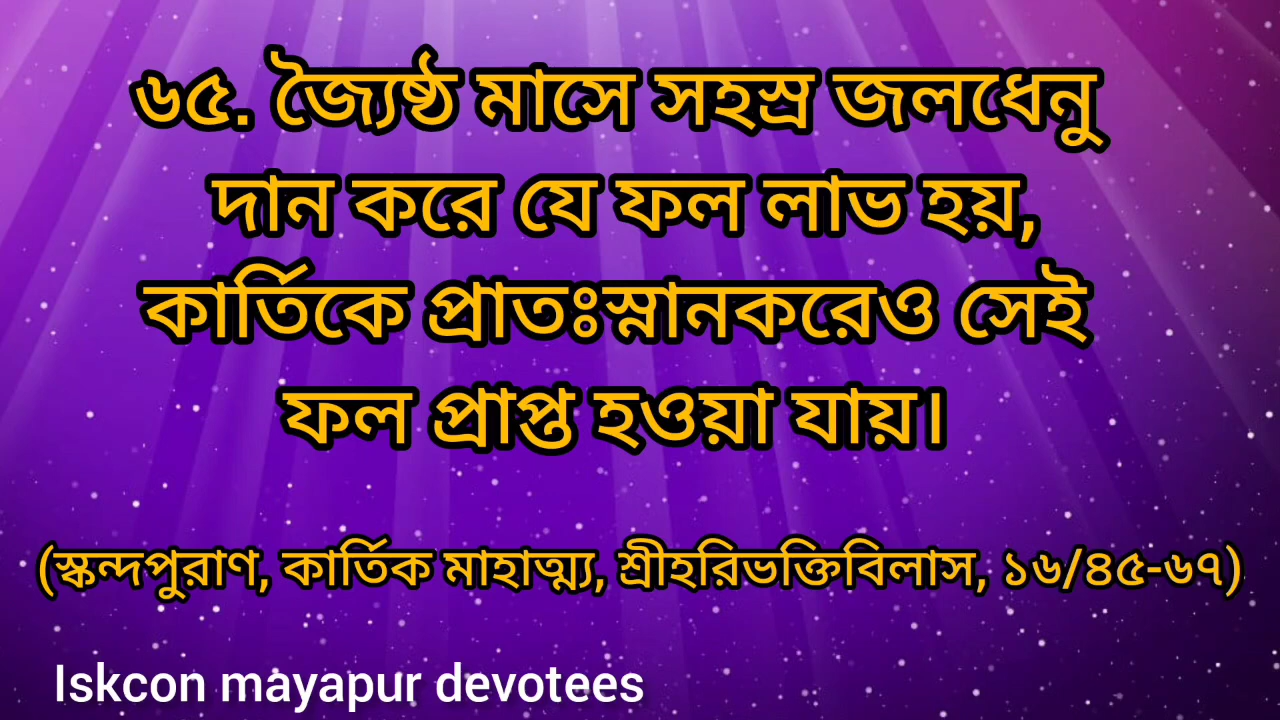 ৬৫. জ্যৈষ্ঠ মাসে সহস্র জলধেনু
দান করে যে ফল লাভ হয়,
কার্তিকে প্রাতঃস্নানকরেও সেই
ফল প্রাপ্ত হওয়া যায়।
(স্কন্দপুরাণ, কার্তিক মাহাত্ম্য, শ্রীহরিভক্তিবিলাস, ১৬/৪৫-৬৭)
Iskcon mayapur devotees